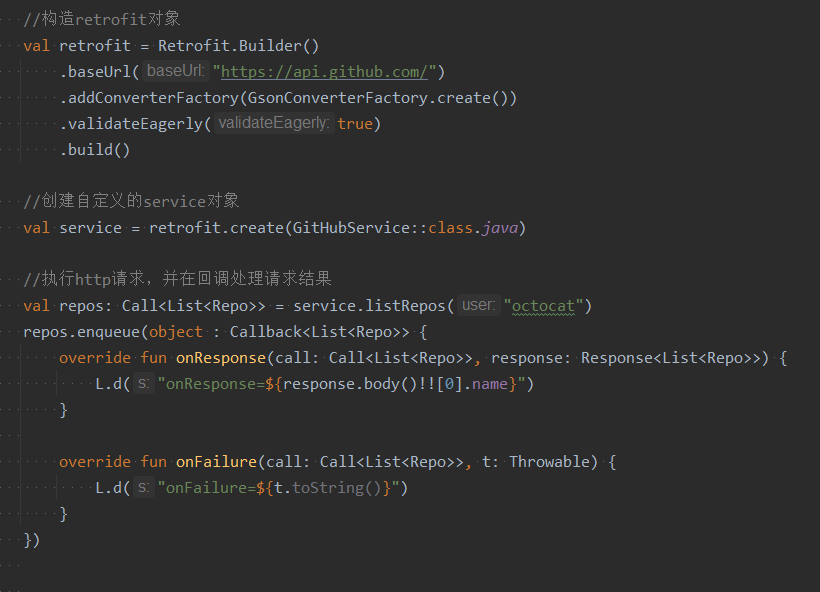 //构造retrofit对象
val retrofit = Retrofit.Builder()
.baseUrl( baseUrl: "https://api.github.com/")
.addConverterFactory(GsonConverterFactory.create())
.validateEagerly( validateEagerly: true)
.build()
//创建自定义的service对象
val service = retrofit.create(GitHubService::class.java)
//执行http请求，并在回调处理请求结果
val repos: Call<List<Repo>> = service.listRepos( user: "octocat")
repos.enqueue(object : Callback<List<Repo>> {
override fun onResponse(call: Call<List<Repo>>, response: Response<List<Repo>>) {
L.d( s: "onResponse=${response.body()!![0].name}")
}
override fun onFailure(call: Call<List<Repo>>, t: Throwable) {
L.d( s: "onFailure=${t.toString()}")
}
})